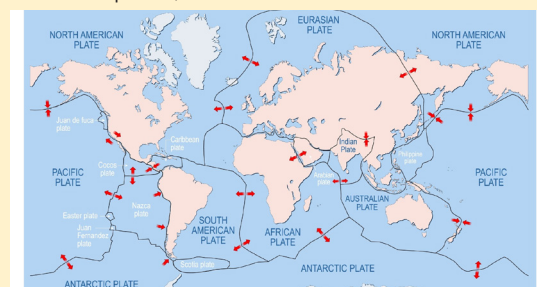 NORTH AMERICAN
PLATE
EURASIAN
PLATE
NORTH AMERICAN
PLATE
Juan de fuca
plate
Caribbean
plate
Cocos
plate
PACIFIC
PLATE
Easter plate
Juan
Fernandez
plate
Nazca
plate
SOUTH
AMERICAN
PLATE
AFRICAN
PLATE
Indian
Plate
plate
Philippine
plate
AUSTRALIAN
PLATE
PACIFIC
PLATE
Scotia plate
ANTARCTIC PLATE
ANTARCTIC PLATE